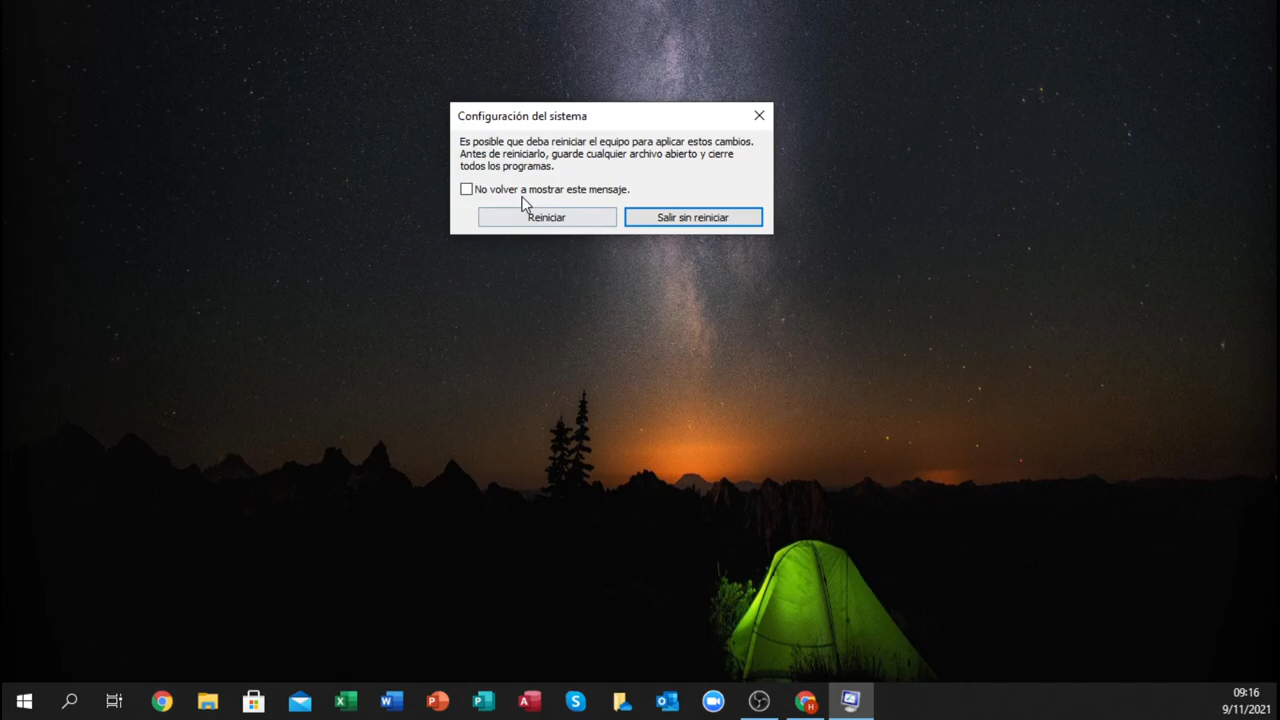 Configuración del sistema
Es posible que deba reiniciar el equipo para aplicar estos cambios.
Antes de reiniciarlo, guarde cualquier archivo abierto y cierre
todos los programas.
No volver a mostrar este mensaje.
Reiniciar
Salir sin reiniciar
09:16
9/11/2021